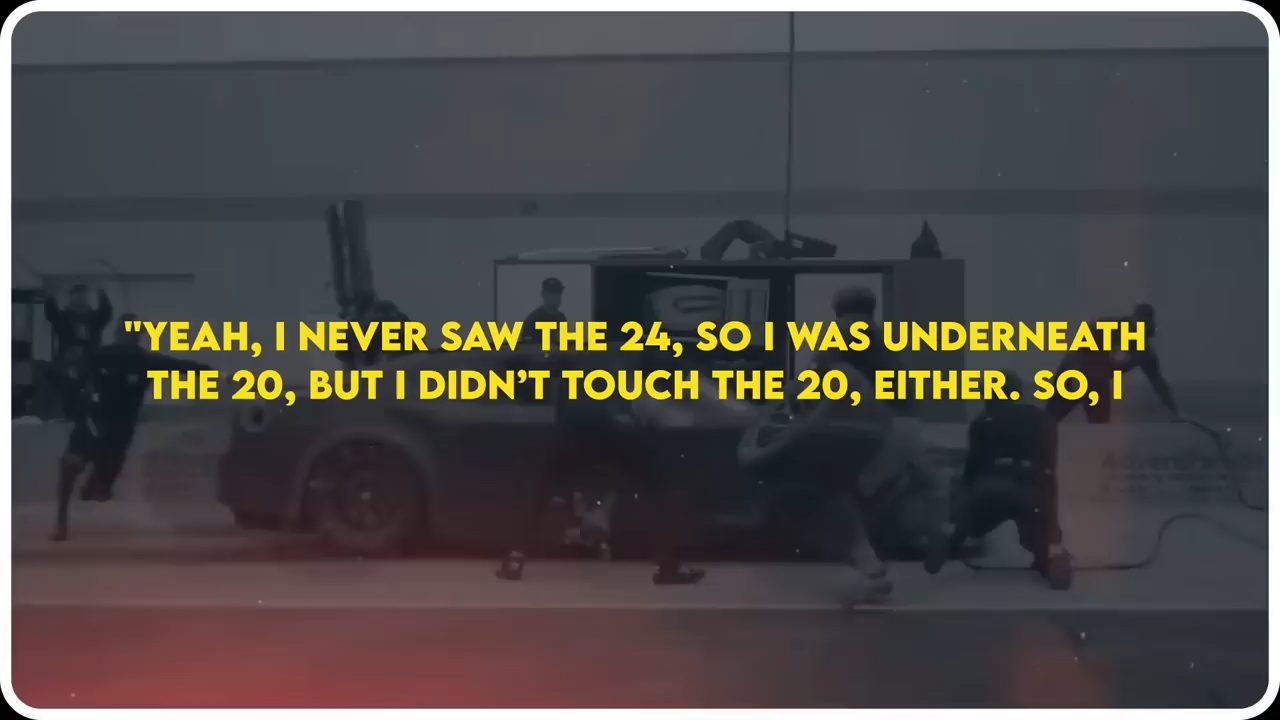 "YEAH, I NEVER SAW THE 24, SO I WAS UNDERNEATH
THE 20, BUT I DIDN’T TOUCH THE 20, EITHER. SO, I